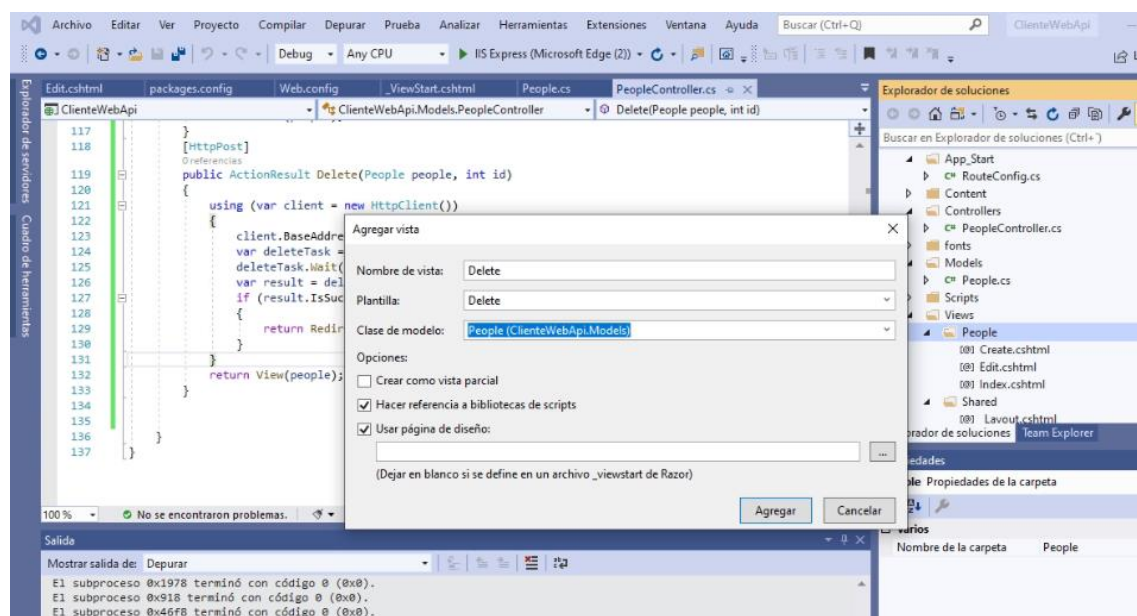 Archivo Editar Ver Proyecto Compilar Depurar Prueba Analizar Herramientas Extensiones Ventana Ayuda Buscar (Ctrl+Q) ClienteWebApi
Debug Any CPU IIS Express (Microsoft Edge (2))
Explorador de servidores
Cuadro de herramientas
Edit.cshtml packages.config Web.config _ViewStart.cshtml People.cs PeopleController.cs
ClienteWebApi ClienteWebApi.Models.PeopleController Delete(People people, int id)
117 }
118 [HttpPost]
0 referencias
119 public ActionResult Delete(People people, int id)
120 {
121 using (var client = new HttpClient())
122 {
123 client.BaseAddre
124 var deleteTask =
125 deleteTask.Wait(
126 var result = del
127 if (result.IsSuc
128 {
129 return Redir
130 }
131 }
132 return View(people);
133 }
134
135
136 }
137 }
100 % No se encontraron problemas.
Agregar vista
Nombre de vista: Delete
Plantilla: Delete
Clase de modelo: People (ClienteWebApi.Models)
Opciones:
Crear como vista parcial
Hacer referencia a bibliotecas de scripts
Usar página de diseño:
...
(Dejar en blanco si se define en un archivo _viewstart de Razor)
Agregar Cancelar
Explorador de soluciones
Buscar en Explorador de soluciones (Ctrl+´)
App_Start
C# RouteConfig.cs
Content
Controllers
C# PeopleController.cs
fonts
Models
C# People.cs
Scripts
Views
People
[@] Create.cshtml
[@] Edit.cshtml
[@] Index.cshtml
Shared
[@] _Layout.cshtml
orador de soluciones Team Explorer
edades
ple Propiedades de la carpeta
Varios
Nombre de la carpeta People
Salida
Mostrar salida de: Depurar
El subproceso 0x1978 terminó con código 0 (0x0).
El subproceso 0x918 terminó con código 0 (0x0).
El subproceso 0x46f8 terminó con código 0 (0x0).